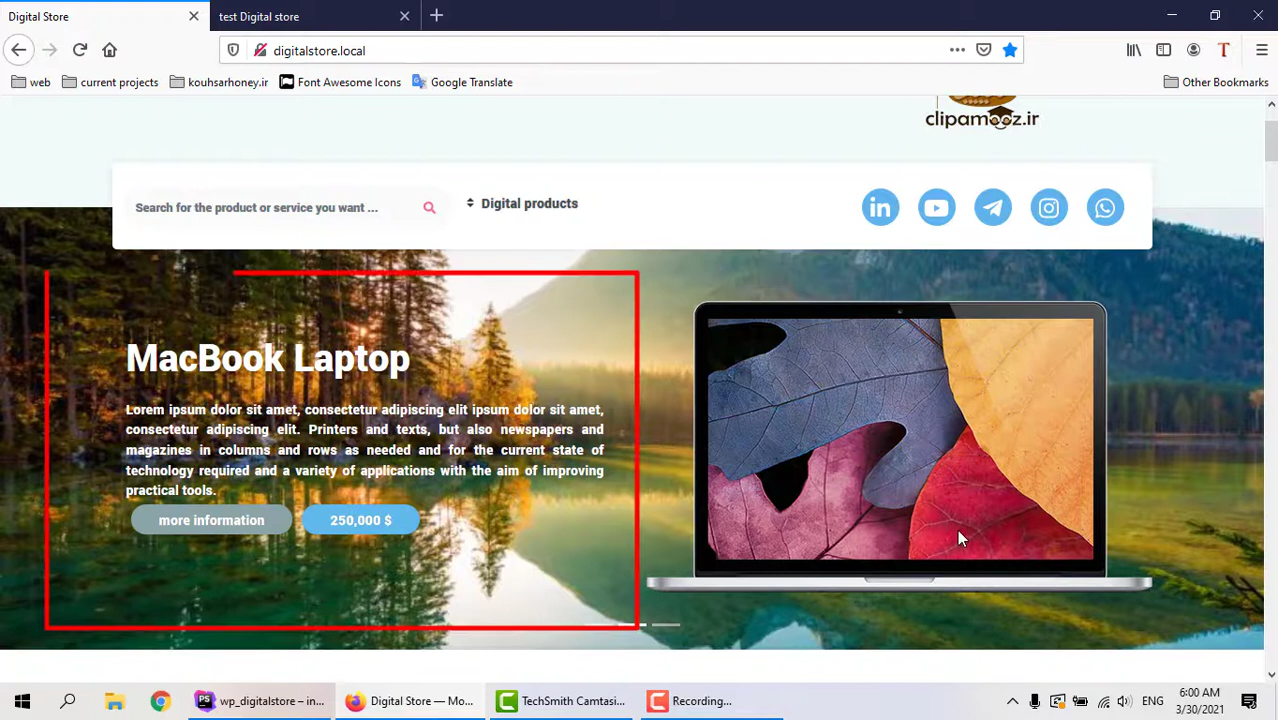 Digital Store
test Digital store
digitalstore.local
web
current projects
kouhsarhoney.ir
Font Awesome Icons
Google Translate
T
Other Bookmarks
clipamooz.ir
Search for the product or service you want ...
Digital products
MacBook Laptop
Lorem ipsum dolor sit amet, consectetur adipiscing elit ipsum dolor sit amet,
consectetur adipiscing elit. Printers and texts, but also newspapers and
magazines in columns and rows as needed and for the current state of
technology required and a variety of applications with the aim of improving
practical tools.
more information
250,000 $
PS
wp_digitalstore – in...
Digital Store — Mo...
C
TechSmith Camtasi...
C
Recording...
ENG
6:00 AM
3/30/2021